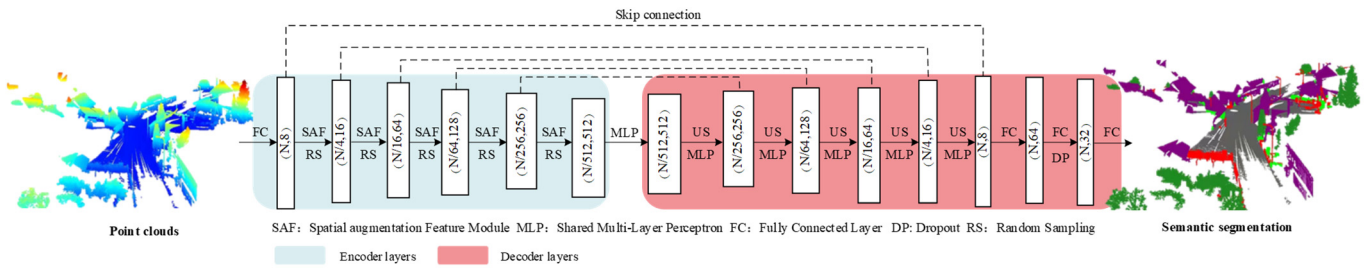 Skip connection
FC
(N,8)
SAF
RS
(N/4,16)
SAF
RS
(N/16,64)
SAF
RS
(N/64,128)
SAF
RS
(N/256,256)
SAF
RS
(N/512,512)
MLP
(N/512,512)
US
MLP
(N/256,256)
US
MLP
(N/64,128)
US
MLP
(N/16,64)
US
MLP
(N/4,16)
US
MLP
(N,8)
FC
(N,64)
FC
DP
(N,32)
FC
Point clouds
SAF: Spatial augmentation Feature Module MLP: Shared Multi-Layer Perceptron FC: Fully Connected Layer DP: Dropout RS: Random Sampling
Semantic segmentation
Encoder layers
Decoder layers